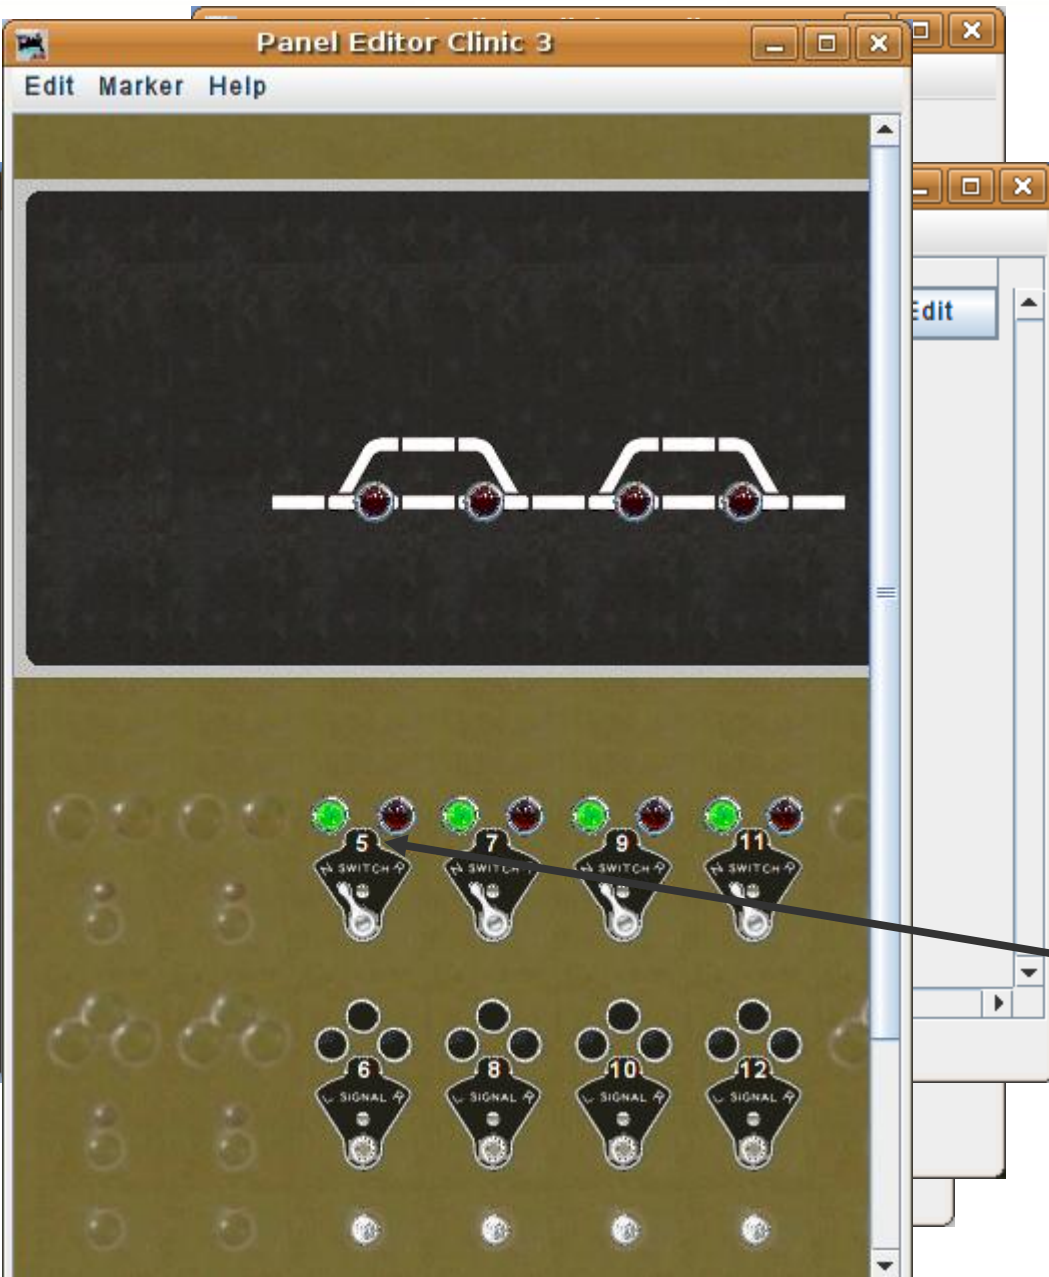 Panel Editor Clinic 3
Edit Marker Help
Edit
5 7 9 11
N SWITCH R N SWITCH R N SWITCH R N SWITCH R
6 8 10 12
L SIGNAL R L SIGNAL R L SIGNAL R L SIGNAL R